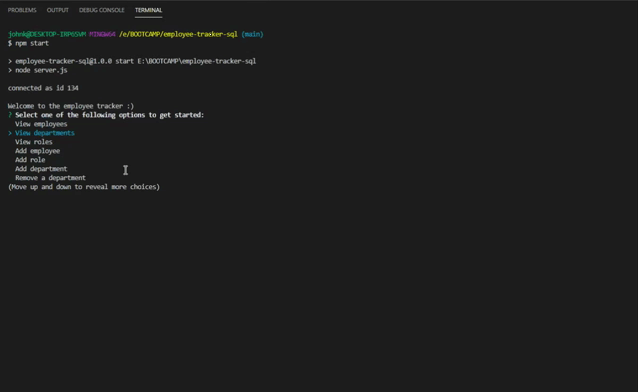 PROBLEMS OUTPUT DEBUG CONSOLE TERMINAL
johnk@DESKTOP-IRP6SVM MINGW64 /e/BOOTCAMP/employee-tracker-sql (main)
$ npm start
> employee-tracker-sql@1.0.0 start E:\BOOTCAMP\employee-tracker-sql
> node server.js
connected as id 134
Welcome to the employee tracker :)
? Select one of the following options to get started:
View employees
> View departments
View roles
Add employee
Add role
Add department
Remove a department
(Move up and down to reveal more choices)